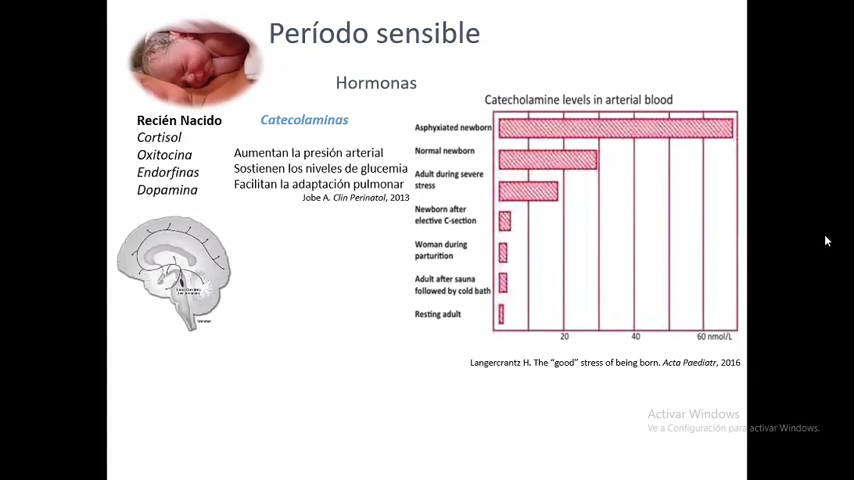 Período sensible
Hormonas
Recién Nacido
Cortisol
Oxitocina
Endorfinas
Dopamina
Catecolaminas
Aumentan la presión arterial
Sostienen los niveles de glucemia
Facilitan la adaptación pulmonar
Jobe A. Clin Perinatol, 2013
Catecholamine levels in arterial blood
Asphyxiated newborn
Normal newborn
Adult during severe
stress
Newborn after
elective C-section
Woman during
parturition
Adult after sauna
followed by cold bath
Resting adult
20
40
60 nmol/L
Langercrantz H. The “good” stress of being born. Acta Paediatr, 2016
Activar Windows
Ve a Configuración para activar Windows.